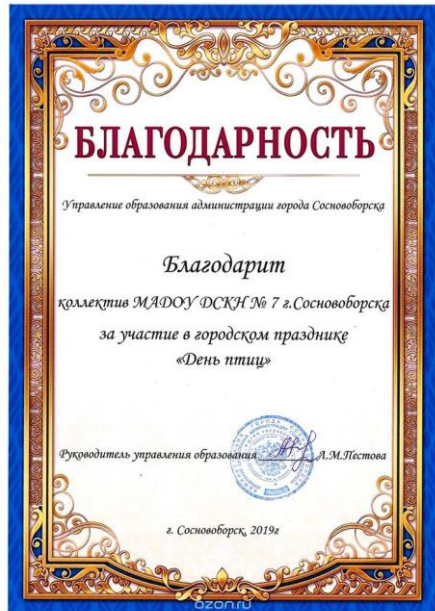 БЛАГОДАРНОСТЬ
Управление образования администрации города Сосновоборска
Благодарит
коллектив МАДОУ ДСКН № 7 г.Сосновоборска
за участие в городском празднике
«День птиц»
Руководитель управления образования А.М.Пестова
г. Сосновоборск, 2019г
ozon.ru